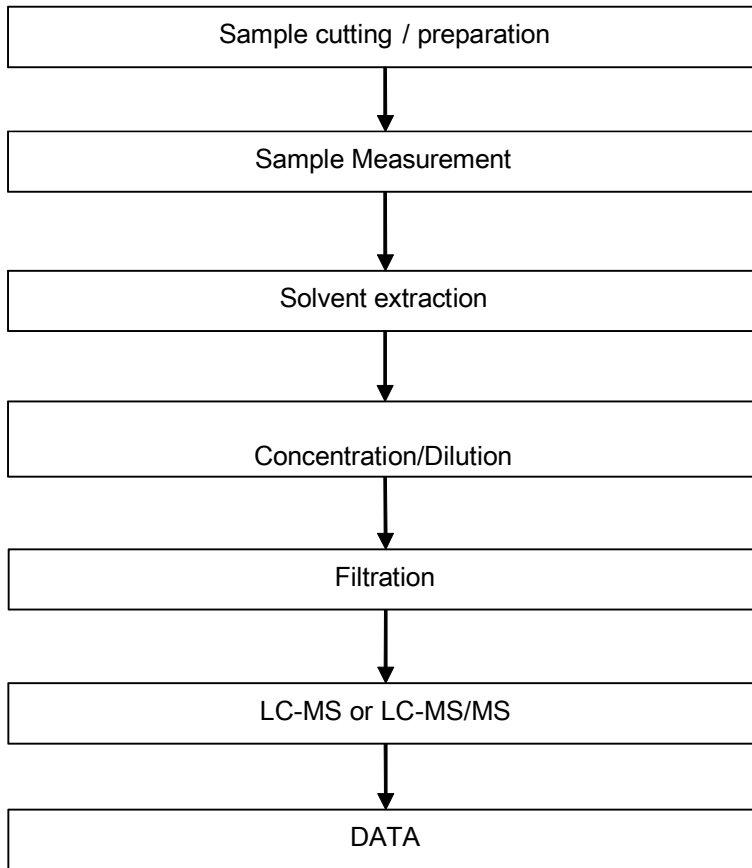 Sample cutting / preparation
Sample Measurement
Solvent extraction
Concentration/Dilution
Filtration
LC-MS or LC-MS/MS
DATA